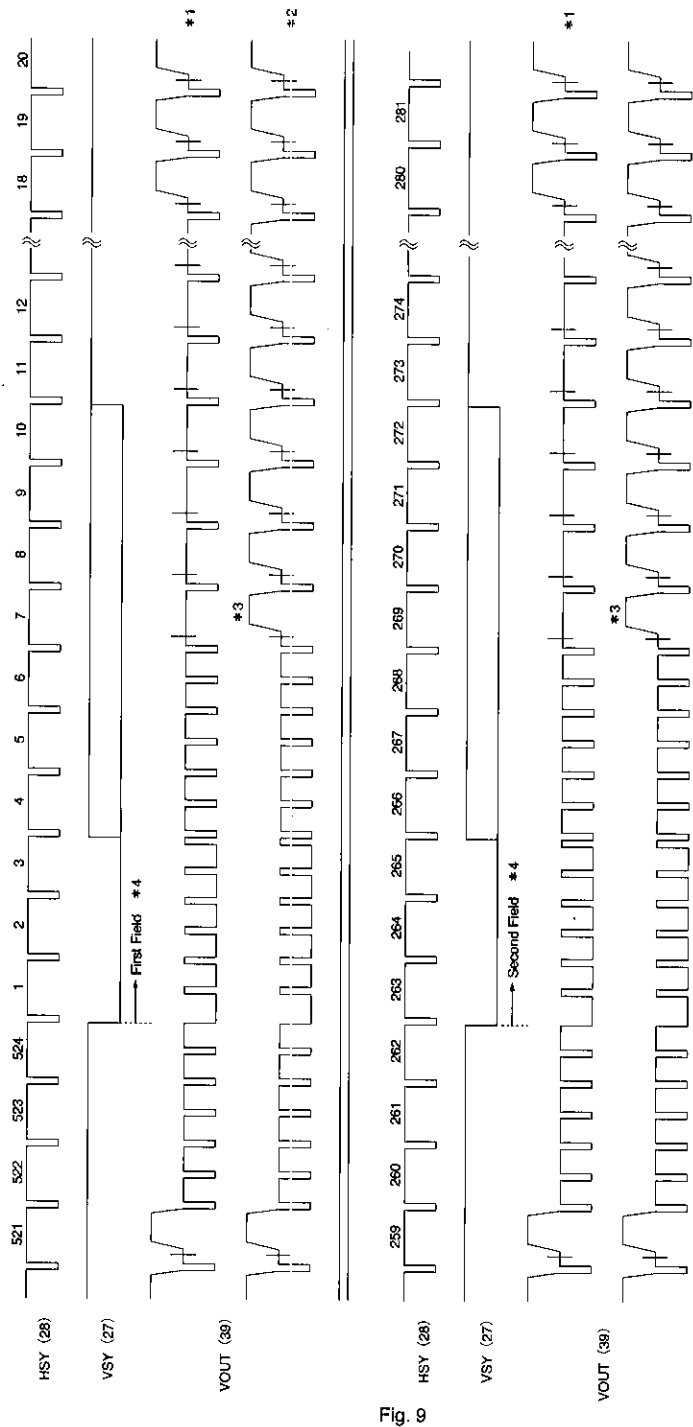 521 522 523 524 1 2 3 4 5 6 7 8 9 10 11 12 18 19 20
HSY (28)
VSY (27)
First Field *4
VOUT (39)
*1
*3
*2
259 260 261 262 263 264 265 266 267 268 269 270 271 272 273 274 280 281
HSY (28)
VSY (27)
Second Field *4
VOUT (39)
*1
*3
Fig. 9